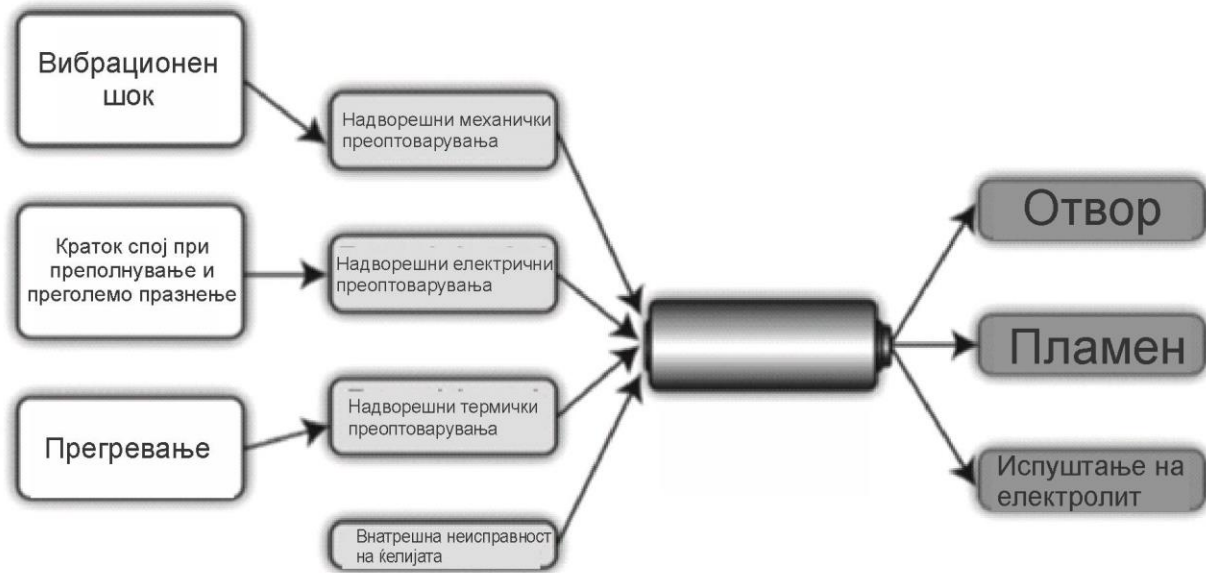 Вибрационен
шок
Краток спој при
преполнување и
преголемо празнење
Прегревање
Надворешни механички
преоптоварувања
Надворешни електрични
преоптоварувања
Надворешни термички
преоптоварувања
Внатрешна неисправност
на ќелијата
Отвор
Пламен
Испуштање на
електролит